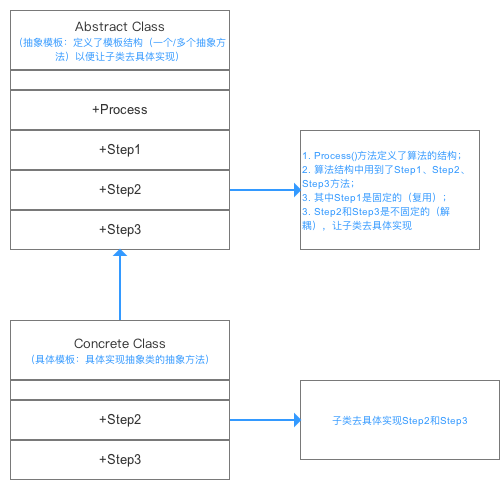 Abstract Class
（抽象模板：定义了模板结构（一个/多个抽象方
法）以便让子类去具体实现）
+Process
+Step1
+Step2
+Step3
1. Process()方法定义了算法的结构；
2. 算法结构中用到了Step1、Step2、
Step3方法；
3. 其中Step1是固定的（复用）；
3. Step2和Step3是不固定的（解
耦），让子类去具体实现
Concrete Class
（具体模板：具体实现抽象类的抽象方法）
+Step2
+Step3
子类去具体实现Step2和Step3